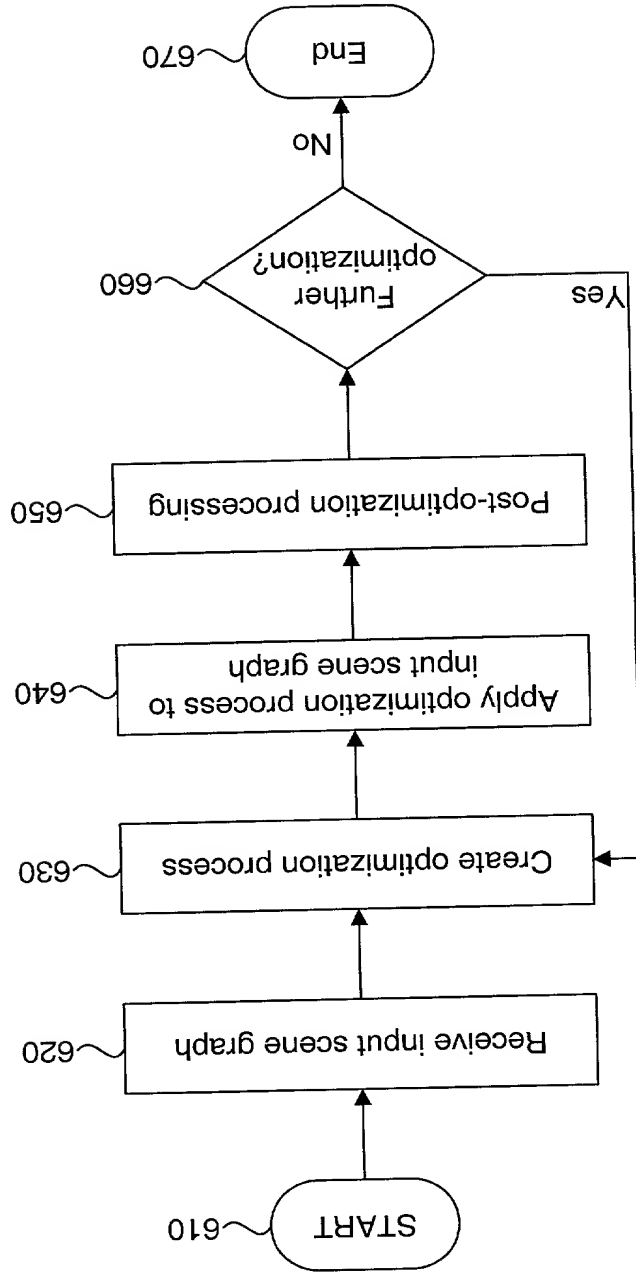 START
610
Receive input scene graph
620
Create optimization process
630
Apply optimization process to
input scene graph
640
Post-optimization processing
650
Further
optimization?
660
Yes
No
End
670